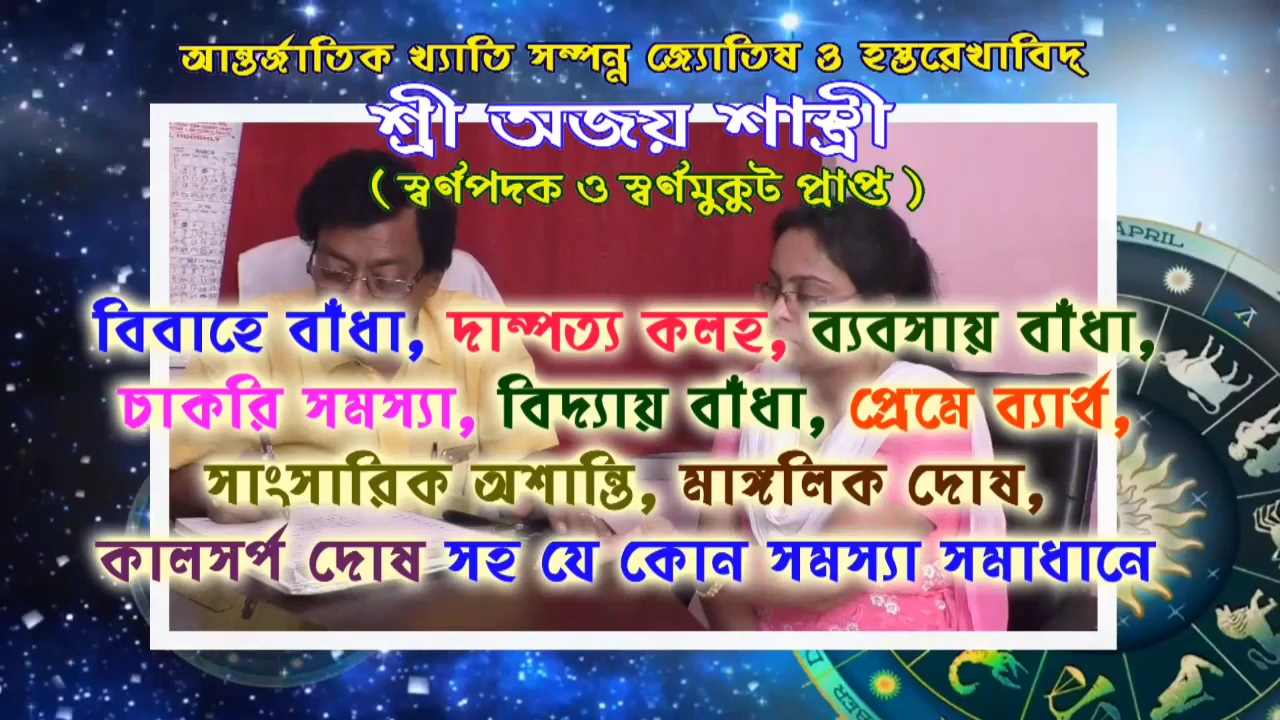 আন্তর্জাতিক খ্যাতি সম্পন্ন জ্যোতিষ ও হস্তরেখাবিদ্
শ্রী অজয় শাস্ত্রী
( স্বর্ণপদক ও স্বর্ণমুকুট প্রাপ্ত )
বিবাহে বাঁধা, দাম্পত্য কলহ, ব্যবসায় বাঁধা,
চাকরি সমস্যা, বিদ্যায় বাঁধা, প্রেমে ব্যার্থ,
সাংসারিক অশান্তি, মাঙ্গলিক দোষ,
কালসর্প দোষ সহ যে কোন সমস্যা সমাধানে
APRIL